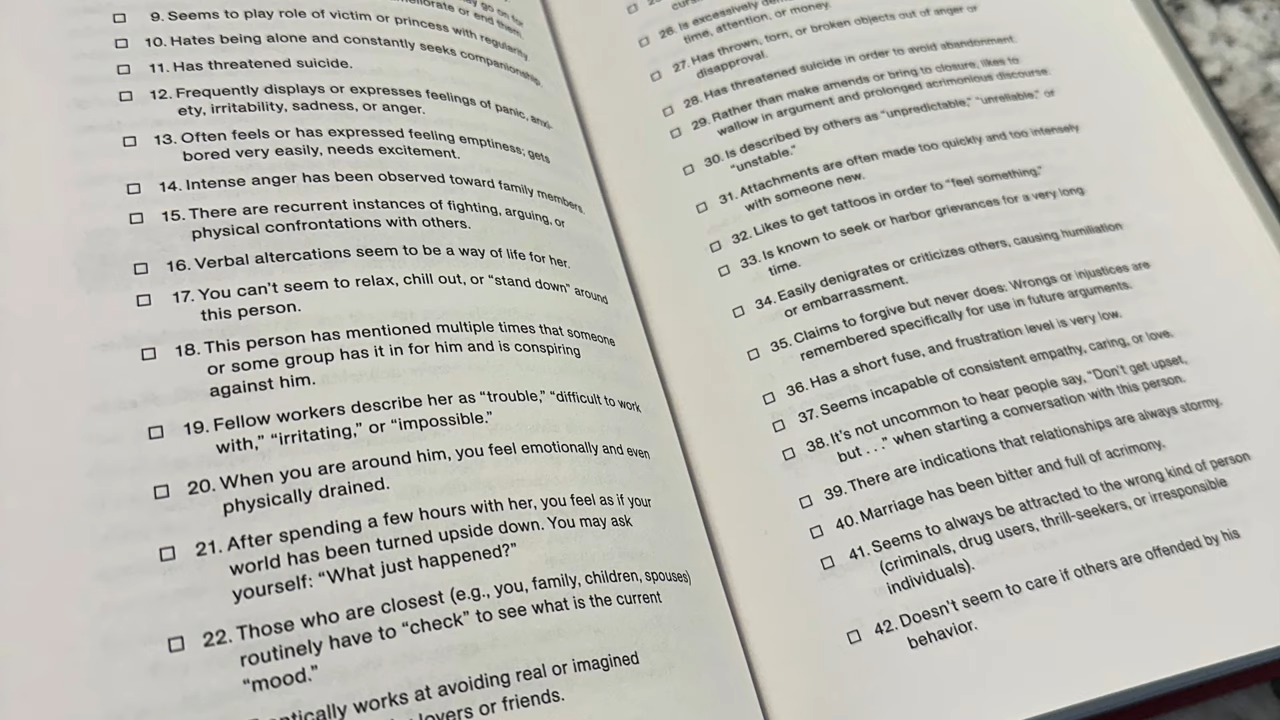 go on for
or end them.
9. Seems to play role of victim or princess with regularity.
10. Hates being alone and constantly seeks companionship.
11. Has threatened suicide.
12. Frequently displays or expresses feelings of panic, anxi-
ety, irritability, sadness, or anger.
13. Often feels or has expressed feeling emptiness; gets
bored very easily, needs excitement.
14. Intense anger has been observed toward family members.
15. There are recurrent instances of fighting, arguing, or
physical confrontations with others.
16. Verbal altercations seem to be a way of life for her.
17. You can't seem to relax, chill out, or “stand down” around
this person.
18. This person has mentioned multiple times that someone
or some group has it in for him and is conspiring
against him.
19. Fellow workers describe her as “trouble,” “difficult to work
with,” “irritating,” or “impossible.”
20. When you are around him, you feel emotionally and even
physically drained.
21. After spending a few hours with her, you feel as if your
world has been turned upside down. You may ask
yourself: “What just happened?”
22. Those who are closest (e.g., you, family, children, spouses)
routinely have to “check” to see what is the current
“mood.”
works at avoiding real or imagined
lovers or friends.
26. Is excessively
time, attention, or money.
27. Has thrown, torn, or broken objects out of anger or
disapproval.
28. Has threatened suicide in order to avoid abandonment.
29. Rather than make amends or bring to closure, likes to
wallow in argument and prolonged acrimonious discourse.
30. Is described by others as “unpredictable,” “unreliable,” or
“unstable.”
31. Attachments are often made too quickly and too intensely
with someone new.
32. Likes to get tattoos in order to “feel something.”
33. Is known to seek or harbor grievances for a very long
time.
34. Easily denigrates or criticizes others, causing humiliation
or embarrassment.
35. Claims to forgive but never does: Wrongs or injustices are
remembered specifically for use in future arguments.
36. Has a short fuse, and frustration level is very low.
37. Seems incapable of consistent empathy, caring, or love.
38. It's not uncommon to hear people say, “Don't get upset,
but . . .” when starting a conversation with this person.
39. There are indications that relationships are always stormy.
40. Marriage has been bitter and full of acrimony.
41. Seems to always be attracted to the wrong kind of person
(criminals, drug users, thrill-seekers, or irresponsible
individuals).
42. Doesn't seem to care if others are offended by his
behavior.